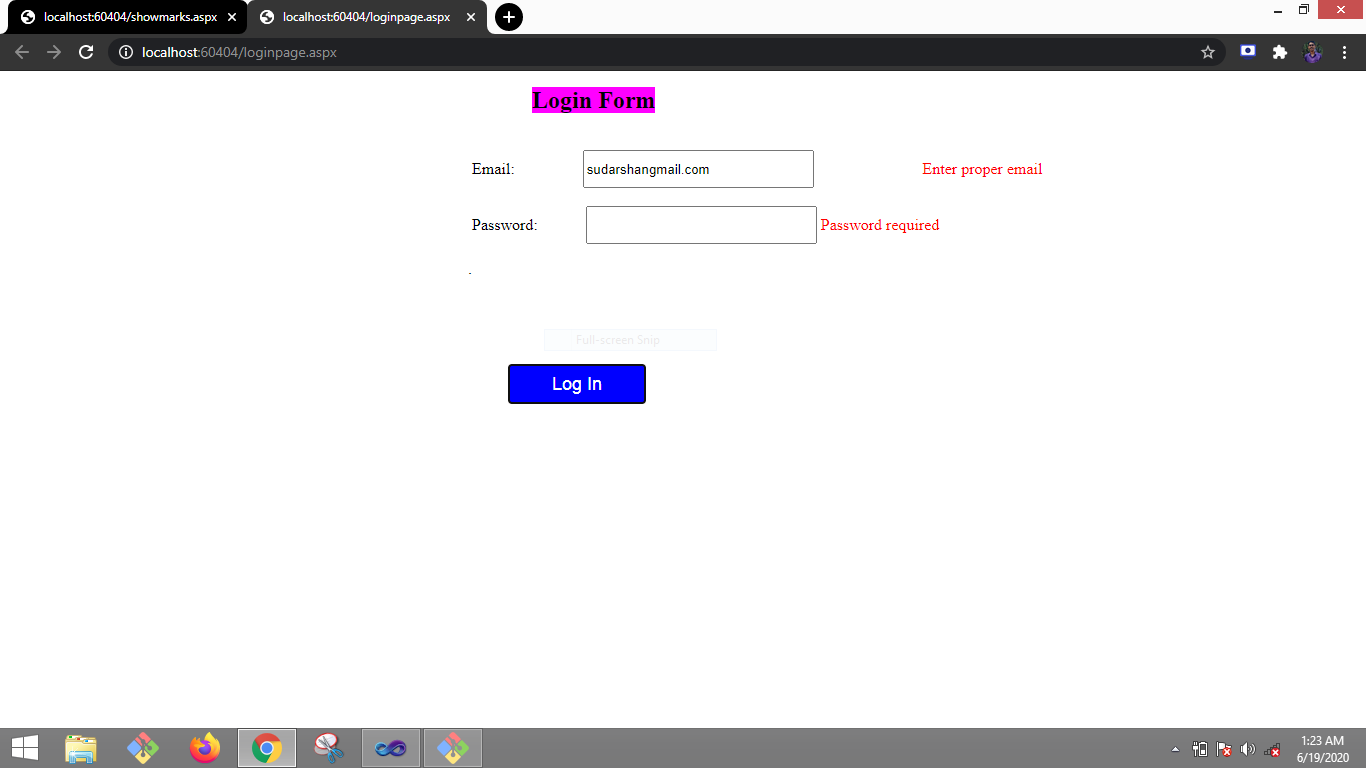 localhost:60404/showmarks.aspx
localhost:60404/loginpage.aspx
localhost:60404/loginpage.aspx
Login Form
Email: sudarshangmail.com Enter proper email
Password: Password required
.
Full-screen Snip
Log In
1:23 AM
6/19/2020